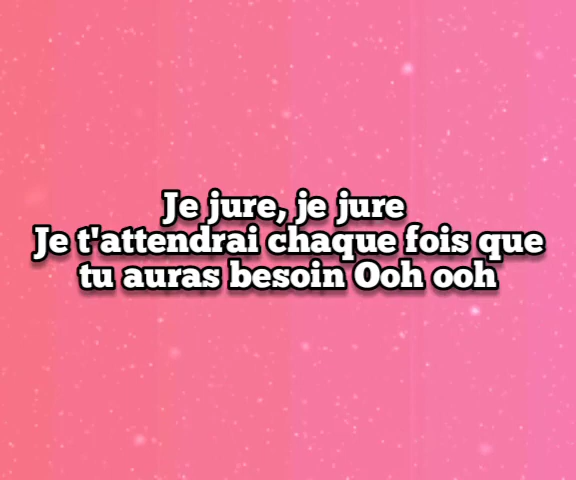 Je jure, je jure
Je t'attendrai chaque fois que
tu auras besoin Ooh ooh